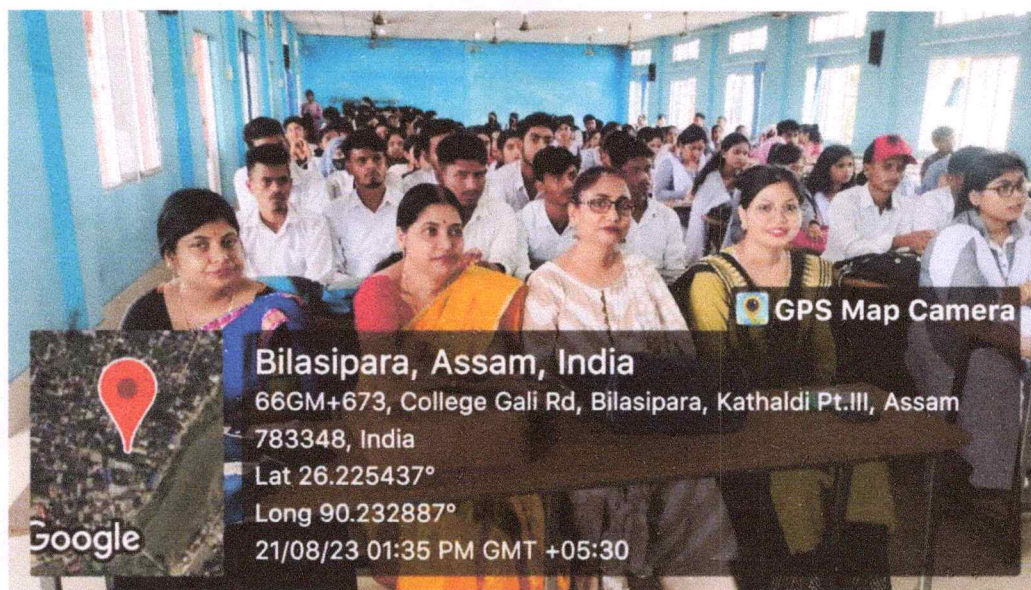 GPS Map Camera
Bilasipara, Assam, India
66GM+673, College Gali Rd, Bilasipara, Kathaldi Pt.III, Assam
783348, India
Lat 26.225437°
Long 90.232887°
21/08/23 01:35 PM GMT +05:30
Google